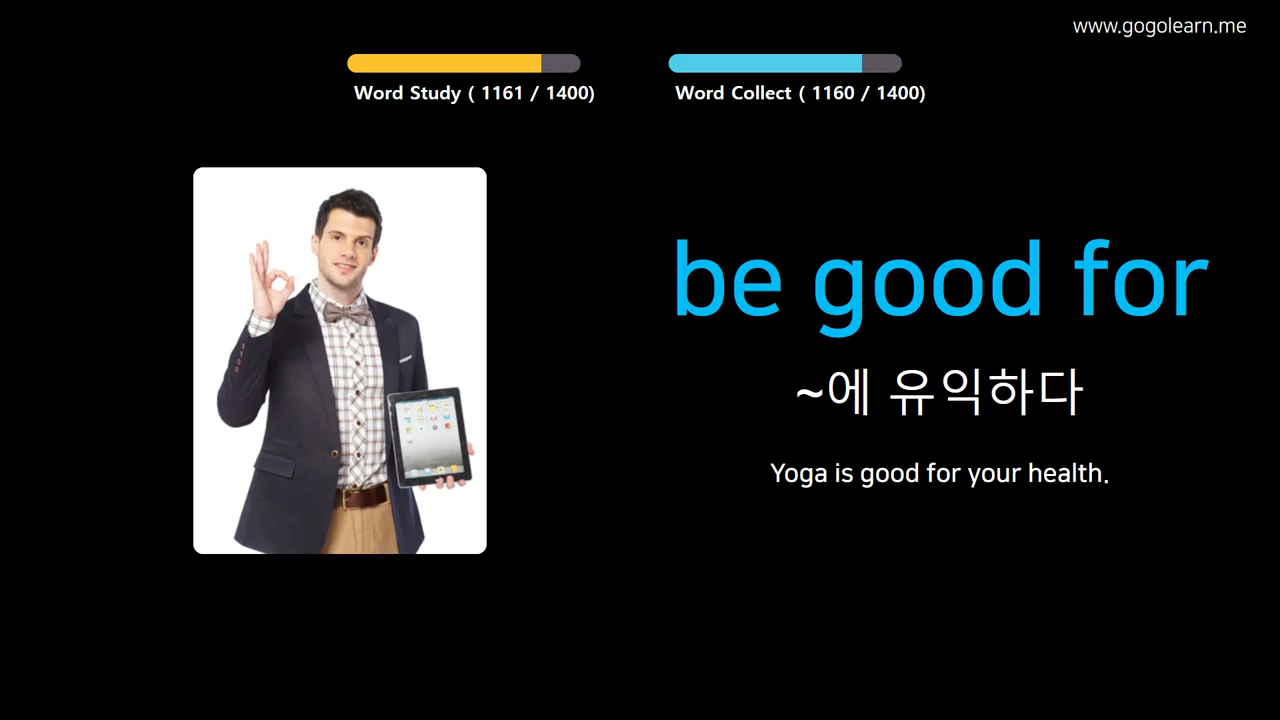 www.gogolearn.me
Word Study ( 1161 / 1400)
Word Collect ( 1160 / 1400)
be good for
~에 유익하다
Yoga is good for your health.